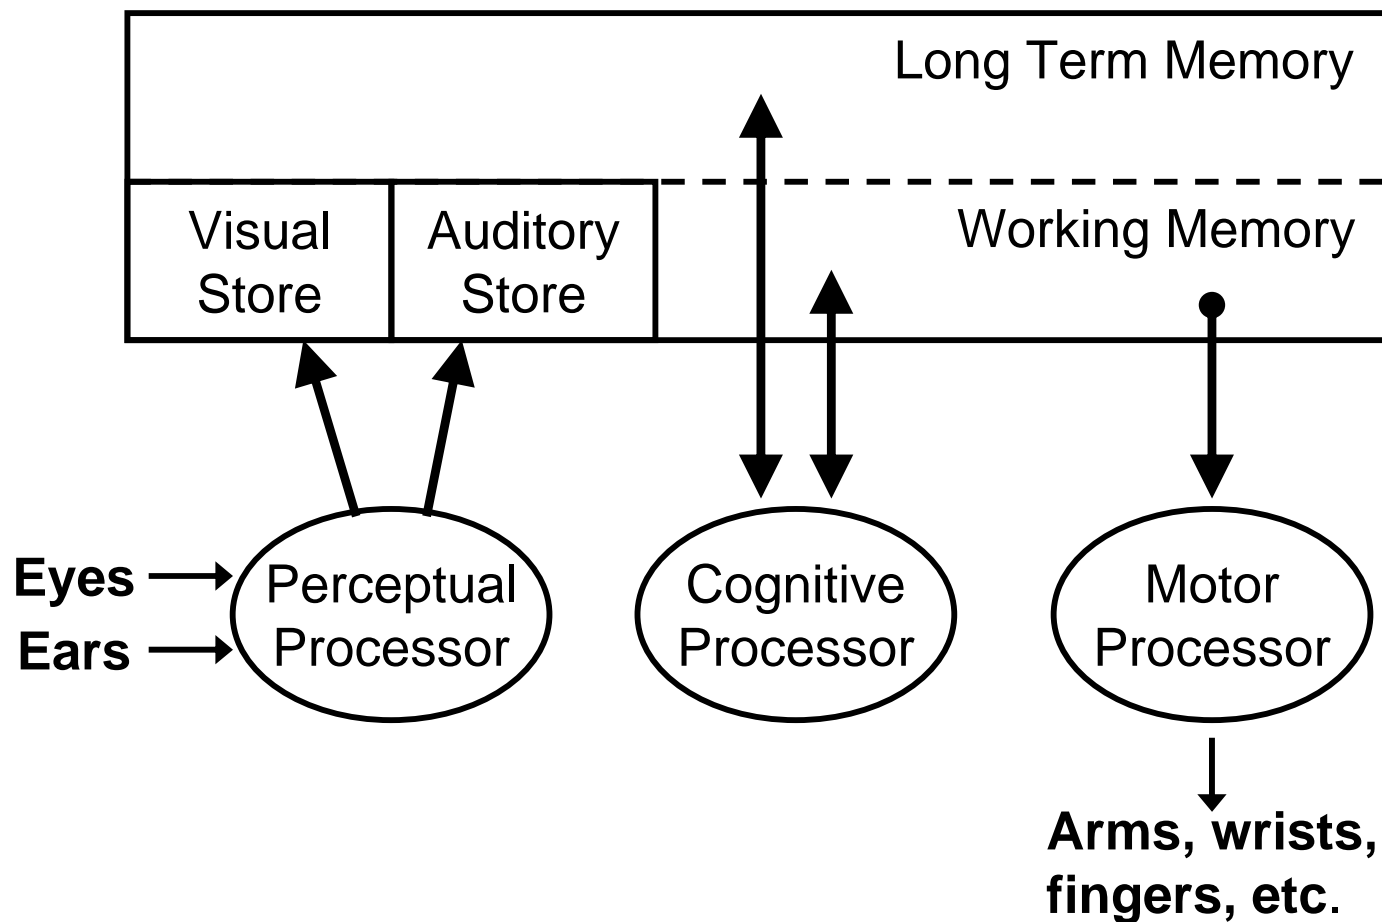 Long Term Memory
Visual
Store
Auditory
Store
Working Memory
Eyes
Ears
Perceptual
Processor
Cognitive
Processor
Motor
Processor
Arms, wrists,
fingers, etc.